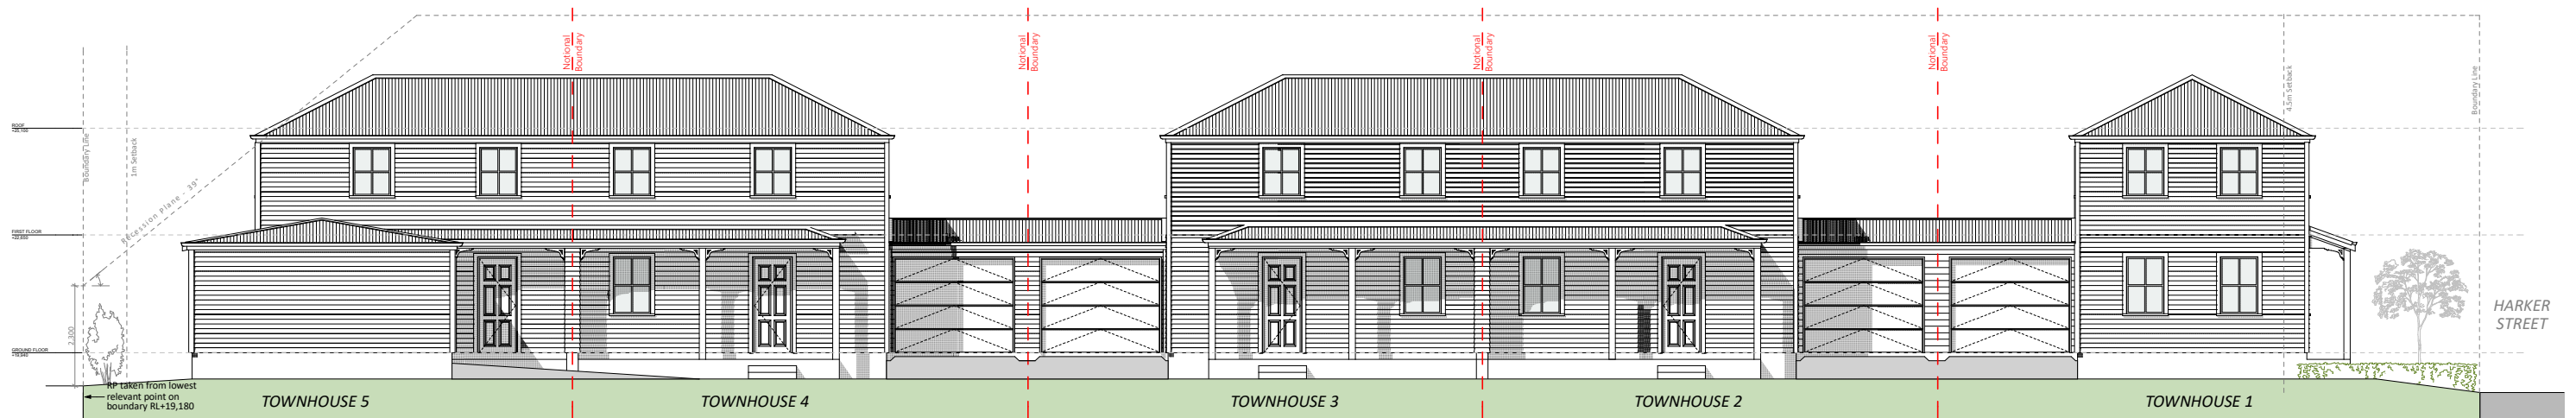 Notional
Boundary
Notional
Boundary
Notional
Boundary
Notional
Boundary
Boundary Line
1m Setback
Recession Plane - 39°
4.5m Setback
Boundary Line
ROOF
FIRST FLOOR
GROUND FLOOR
2,300
RP taken from lowest
relevant point on
boundary RL+19,180
TOWNHOUSE 5
TOWNHOUSE 4
TOWNHOUSE 3
TOWNHOUSE 2
TOWNHOUSE 1
HARKER
STREET